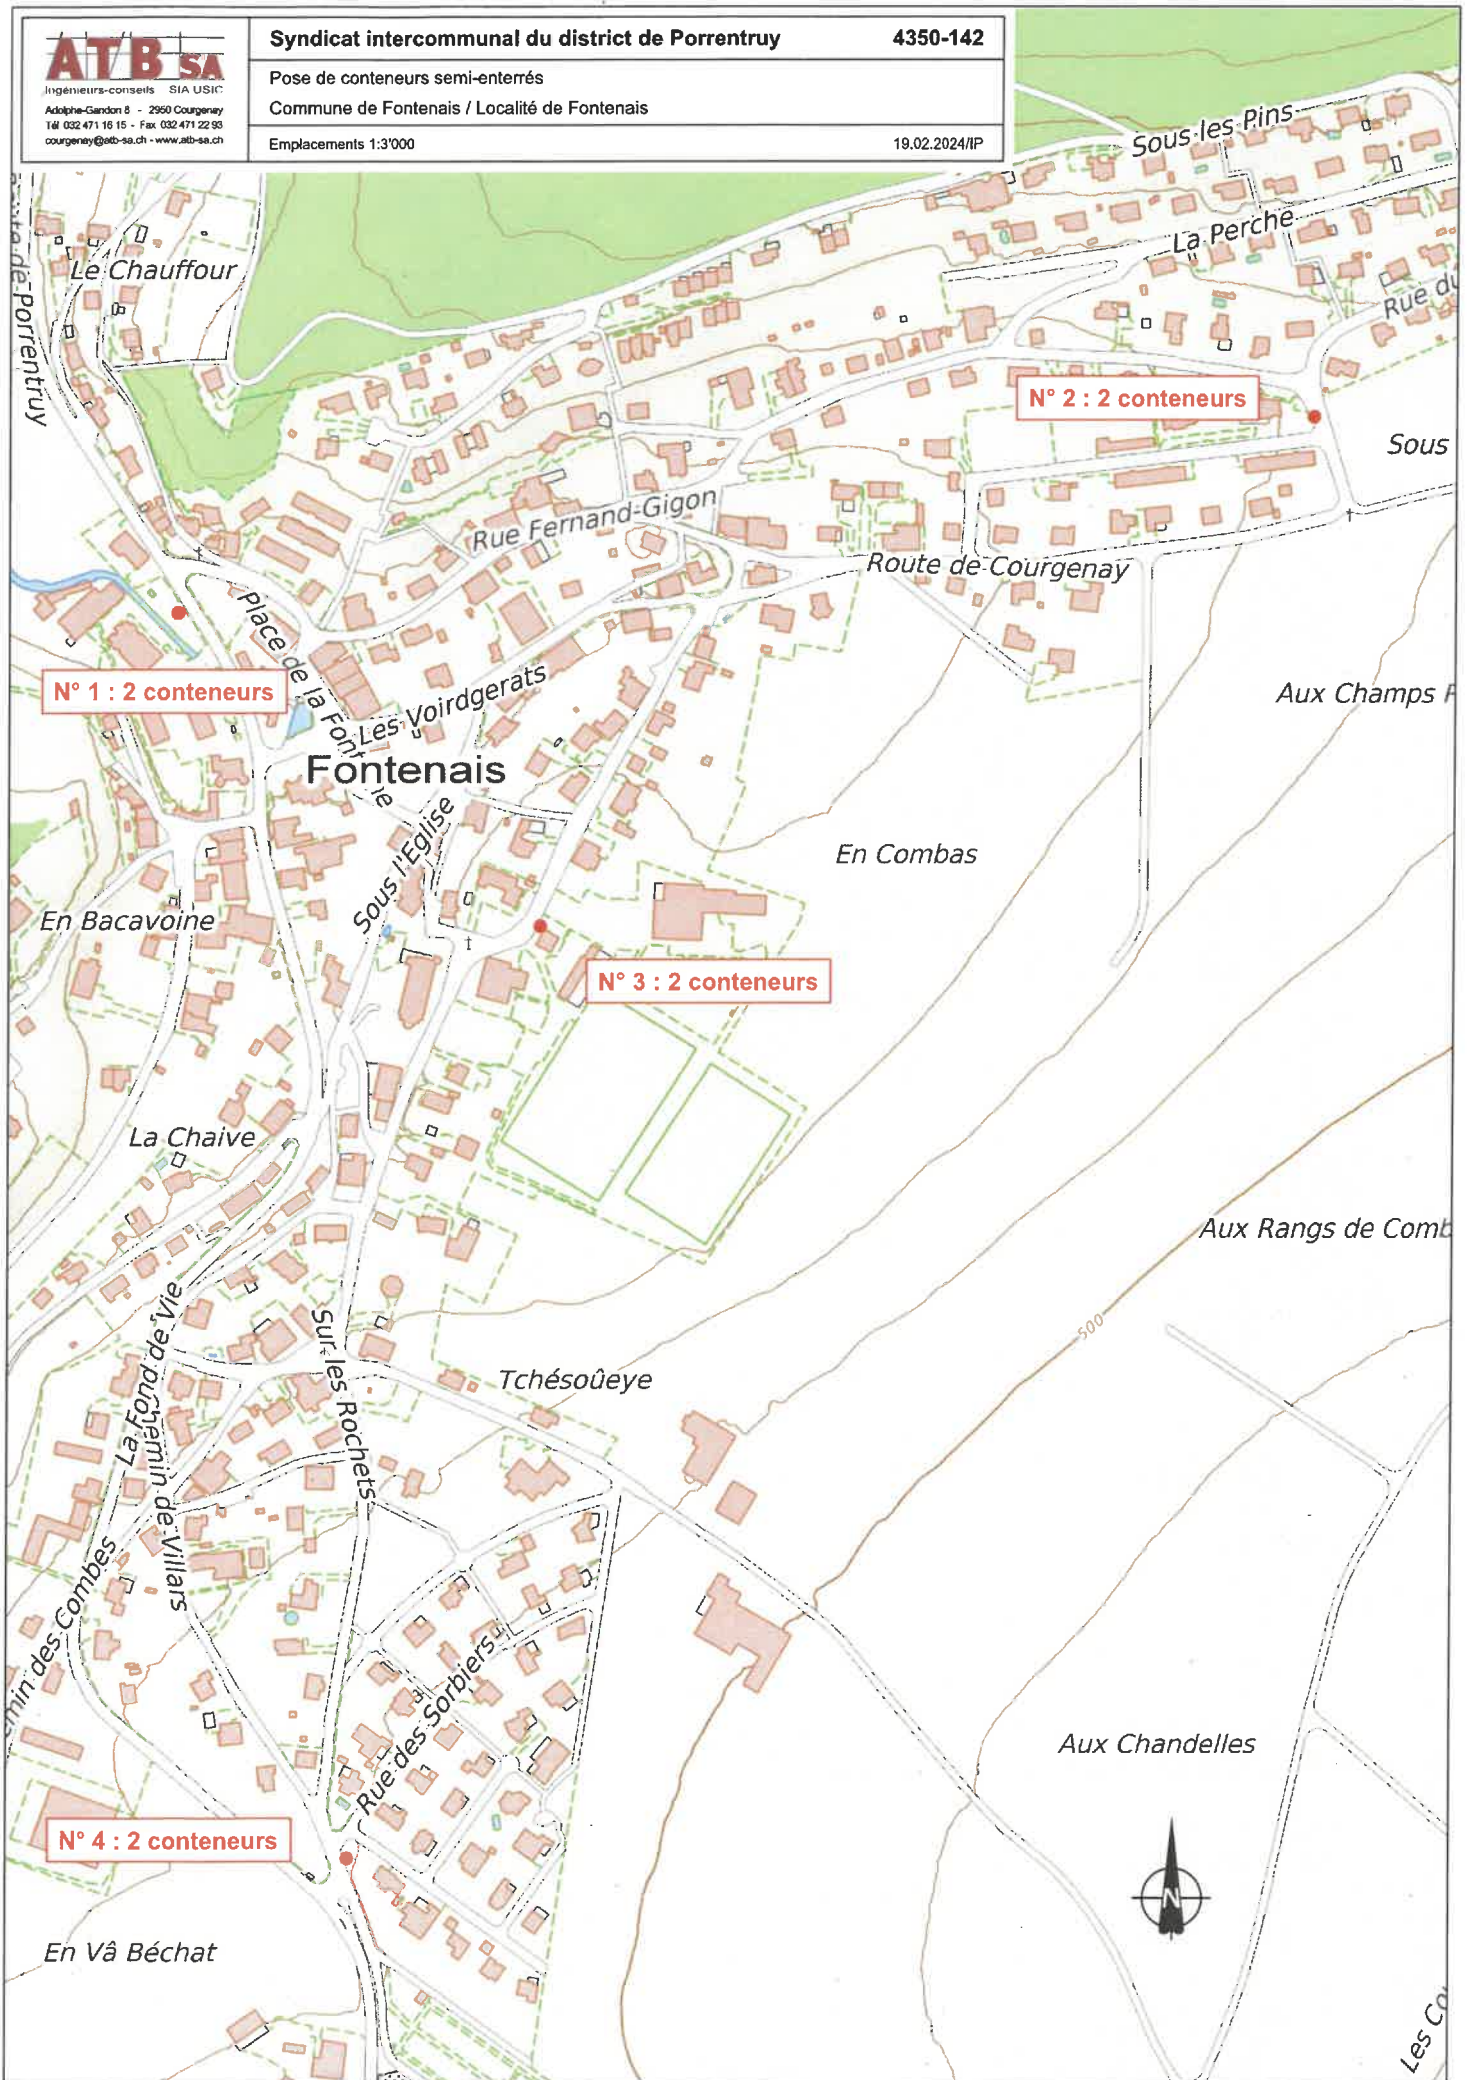 ATB SA
Ingénieurs-conseils SIA USIC
Adolphe-Gandon 8 - 2950 Courgenay
Tél 032 471 16 15 - Fax 032 471 22 93
courgenay@atb-sa.ch - www.atb-sa.ch
Syndicat intercommunal du district de Porrentruy 4350-142
Pose de conteneurs semi-enterrés
Commune de Fontenais / Localité de Fontenais
Emplacements 1:3'000 19.02.2024/IP
Sous les Pins
La Perche
Le Chauffour
Route de Porrentruy
Rue du
N° 2 : 2 conteneurs
Sous
Rue Fernand-Gigon
Route de Courgenay
Place de la Fontaine
N° 1 : 2 conteneurs
Les Voirdgerats
Aux Champs
Fontenais
Sous l'Eglise
En Combas
En Bacavoine
N° 3 : 2 conteneurs
La Chaive
Aux Rangs de Comb
500
La Fond de Vie
Sur les Rochets
Tchésoûeye
Chemin de Villars
emin des Combes
Rue des Sorbiers
Aux Chandelles
N° 4 : 2 conteneurs
N
En Vâ Béchat
Les Co